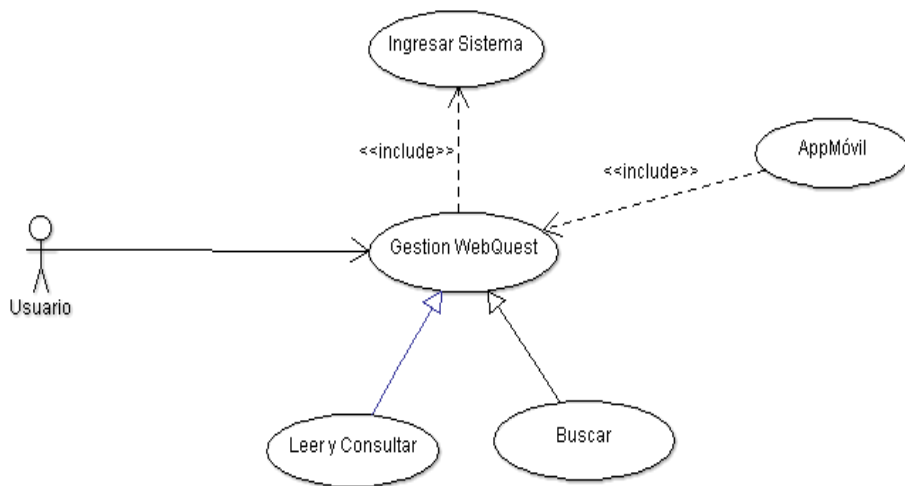 Ingresar Sistema
<<include>>
AppMóvil
<<include>>
Gestion WebQuest
Usuario
Leer y Consultar
Buscar